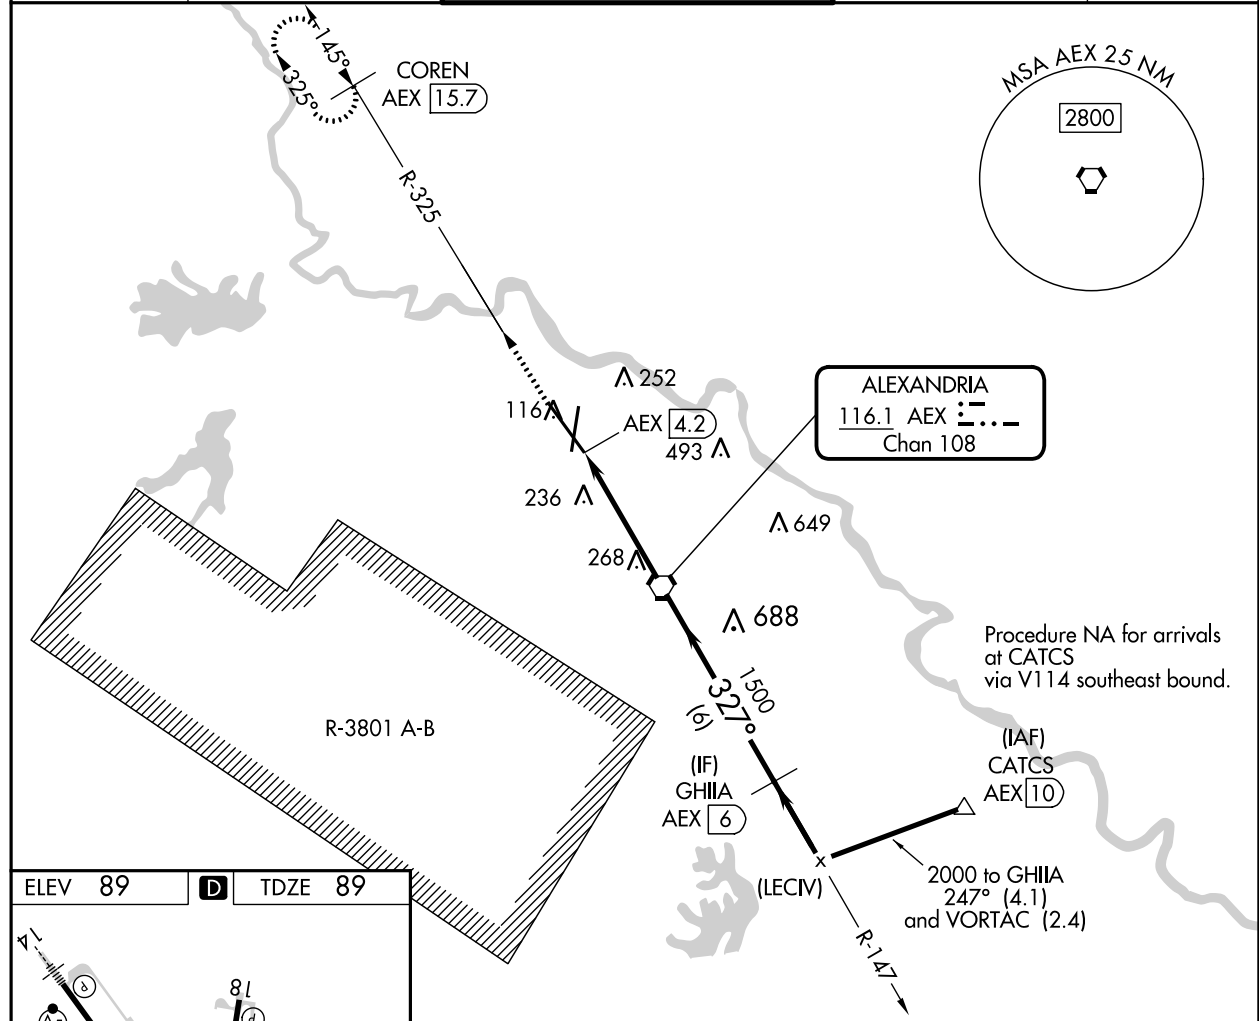 145°
325°
COREN
AEX 15.7
MSA AEX 25 NM
2800
R-325
252
116
AEX 4.2
493
ALEXANDRIA
116.1 AEX
Chan 108
236
649
268
688
Procedure NA for arrivals
at CATCS
via V114 southeast bound.
1500
327°
(6)
R-3801 A-B
(IAF)
CATCS
AEX 10
(IF)
GHIIA
AEX 6
(LECIV)
2000 to GHIIA
247° (4.1)
and VORTAC (2.4)
R-147
ELEV 89 D TDZE 89
14
P
18
P